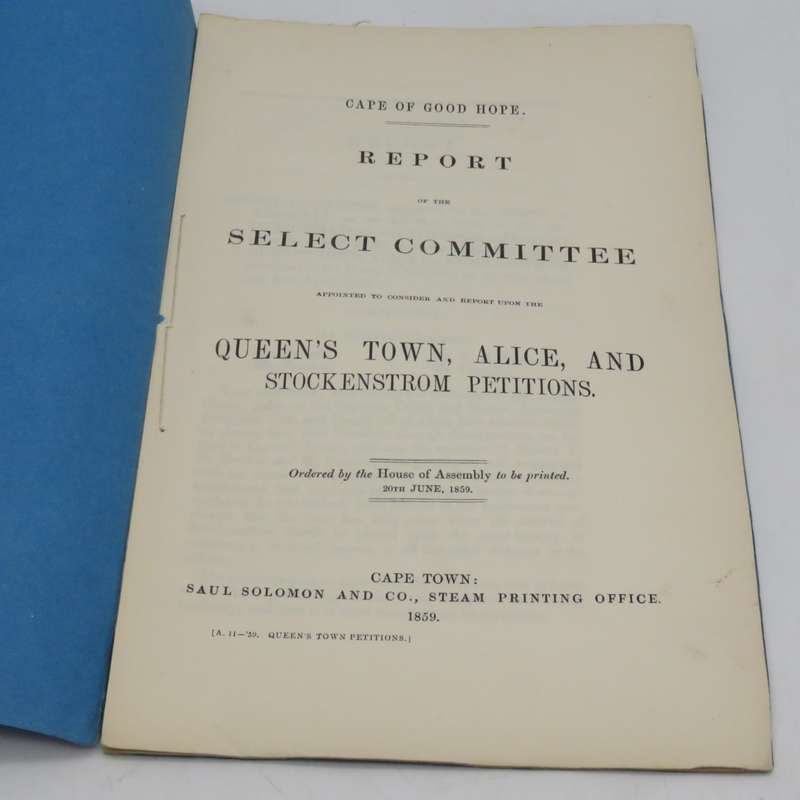 CAPE OF GOOD HOPE.
REPORT
OF THE
SELECT COMMITTEE
APPOINTED TO CONSIDER AND REPORT UPON THE
QUEEN'S TOWN, ALICE, AND
STOCKENSTROM PETITIONS.
Ordered by the House of Assembly to be printed.
20TH JUNE, 1859.
CAPE TOWN:
SAUL SOLOMON AND CO., STEAM PRINTING OFFICE.
1859.
[A. 11—'59. QUEEN'S TOWN PETITIONS.]